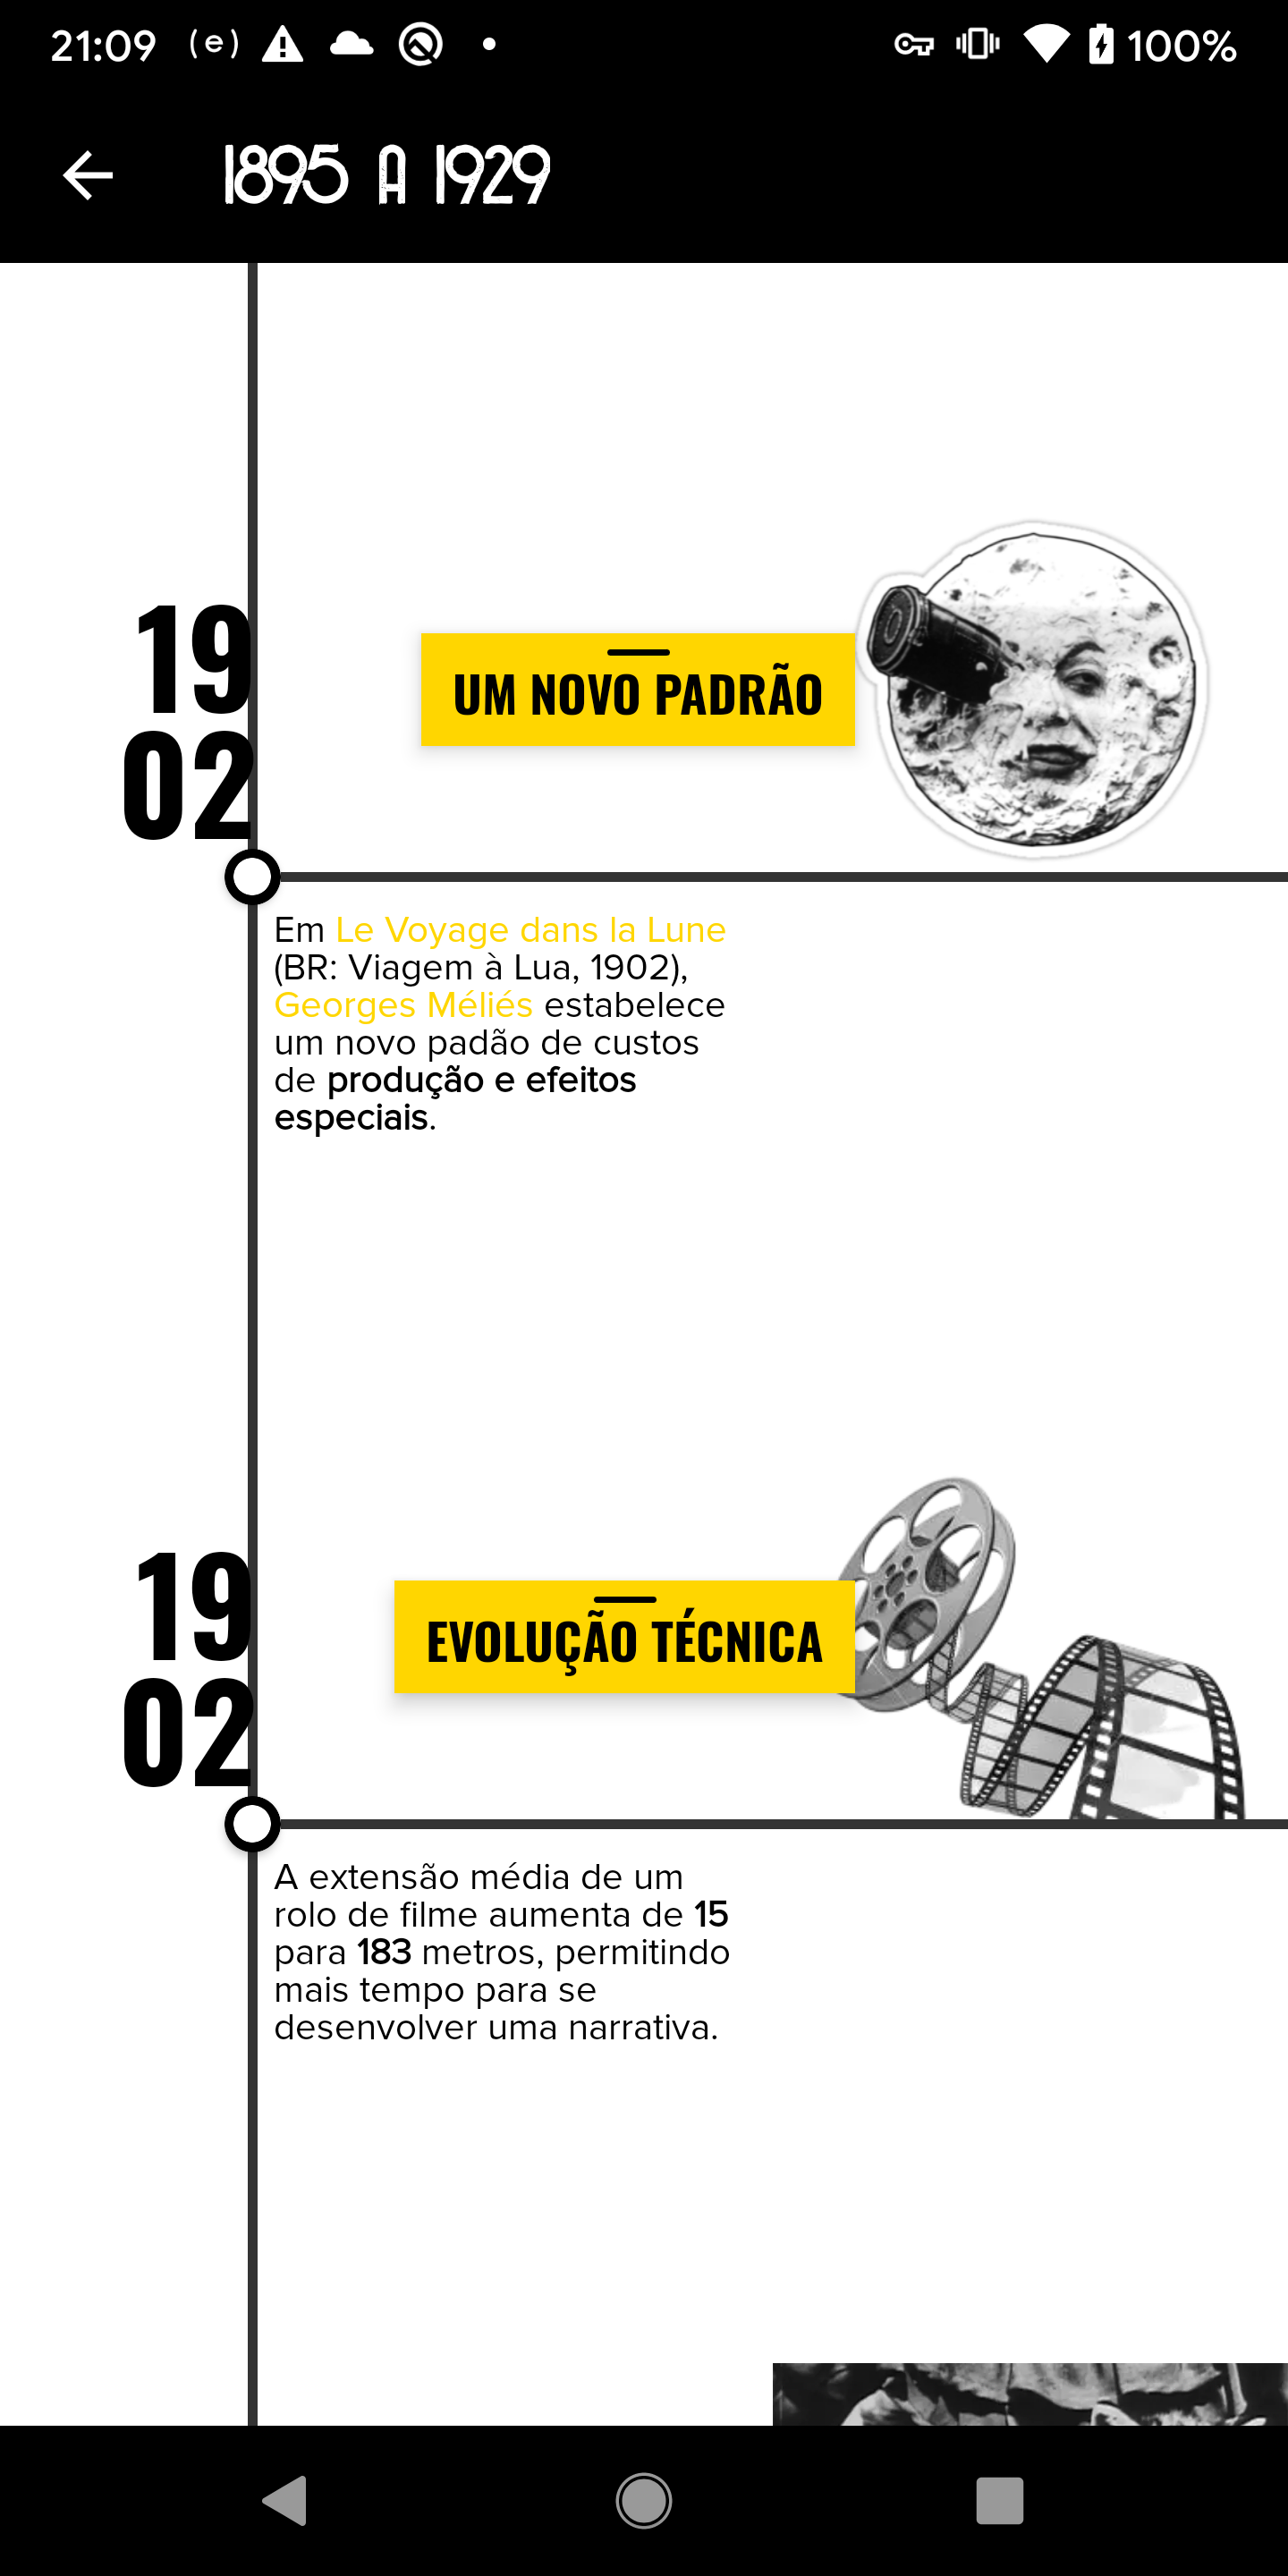 21:09 (e) 100%
1895 A 1929
19
02
UM NOVO PADRÃO
Em Le Voyage dans la Lune
(BR: Viagem à Lua, 1902),
Georges Méliés estabelece
um novo padão de custos
de produção e efeitos
especiais.
19
02
EVOLUÇÃO TÉCNICA
A extensão média de um
rolo de filme aumenta de 15
para 183 metros, permitindo
mais tempo para se
desenvolver uma narrativa.